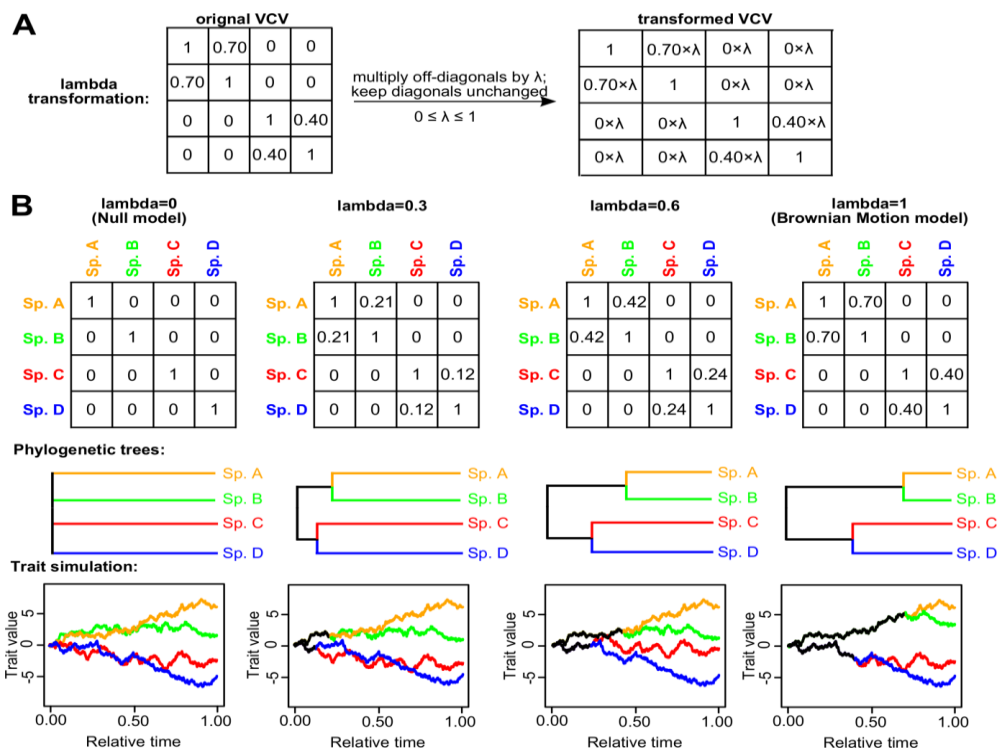 A
orignal VCV
transformed VCV
lambda
transformation:
1 0.70 0 0
0.70 1 0 0
0 0 1 0.40
0 0 0.40 1
multiply off-diagonals by λ;
keep diagonals unchanged
0 ≤ λ ≤ 1
1 0.70×λ 0×λ 0×λ
0.70×λ 1 0×λ 0×λ
0×λ 0×λ 1 0.40×λ
0×λ 0×λ 0.40×λ 1
B
lambda=0
(Null model)
Sp. A Sp. B Sp. C Sp. D
Sp. A 1 0 0 0
Sp. B 0 1 0 0
Sp. C 0 0 1 0
Sp. D 0 0 0 1
lambda=0.3
Sp. A Sp. B Sp. C Sp. D
Sp. A 1 0.21 0 0
Sp. B 0.21 1 0 0
Sp. C 0 0 1 0.12
Sp. D 0 0 0.12 1
lambda=0.6
Sp. A Sp. B Sp. C Sp. D
Sp. A 1 0.42 0 0
Sp. B 0.42 1 0 0
Sp. C 0 0 1 0.24
Sp. D 0 0 0.24 1
lambda=1
(Brownian Motion model)
Sp. A Sp. B Sp. C Sp. D
Sp. A 1 0.70 0 0
Sp. B 0.70 1 0 0
Sp. C 0 0 1 0.40
Sp. D 0 0 0.40 1
Phylogenetic trees:
Sp. A
Sp. B
Sp. C
Sp. D
Sp. A
Sp. B
Sp. C
Sp. D
Sp. A
Sp. B
Sp. C
Sp. D
Sp. A
Sp. B
Sp. C
Sp. D
Trait simulation:
Trait value
5
0
-5
0.00 0.50 1.00
Relative time
Trait value
5
0
-5
0.00 0.50 1.00
Relative time
Trait value
5
0
-5
0.00 0.50 1.00
Relative time
Trait value
5
0
-5
0.00 0.50 1.00
Relative time